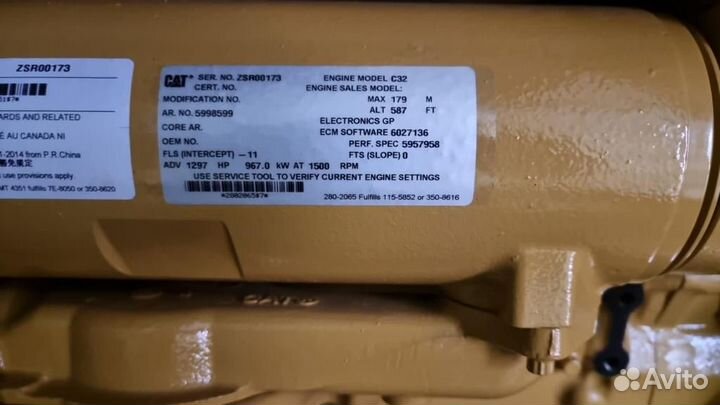 ZSR00173
ARDS AND RELATED
É AU CANADA NI
-2014 from P.R.China
use provisions apply.
MT 4351 fulfills TE-8050 or 350-8620
CAT SER. NO. ZSR00173 ENGINE MODEL C32
CERT. NO. ENGINE SALES MODEL:
MODIFICATION NO. MAX 179 M
ALT 587 FT
AR. NO. 5998599 ELECTRONICS GP
CORE AR. ECM SOFTWARE 6027136
OEM NO. PERF. SPEC 5957958
FLS (INTERCEPT) -11 FTS (SLOPE) 0
ADV 1297 HP 967.0 kW AT 1500 RPM
USE SERVICE TOOL TO VERIFY CURRENT ENGINE SETTINGS
*2802065$7*
280-2065 Fulfills 115-5852 or 350-8616
Avito